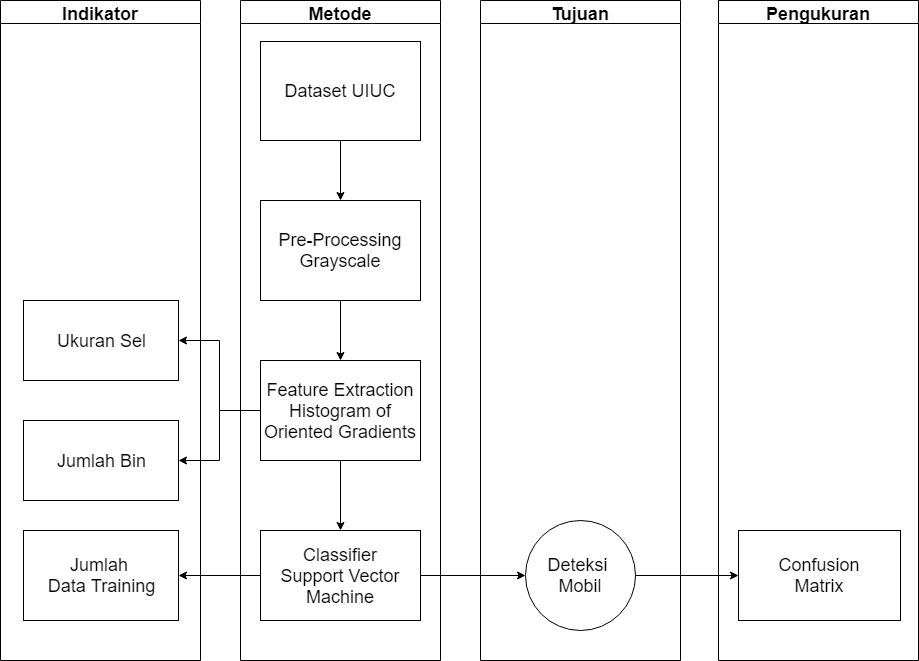 Indikator
Metode
Tujuan
Pengukuran
Dataset UIUC
Pre-Processing
Grayscale
Ukuran Sel
Feature Extraction
Histogram of
Oriented Gradients
Jumlah Bin
Jumlah
Data Training
Classifier
Support Vector
Machine
Deteksi
Mobil
Confusion
Matrix